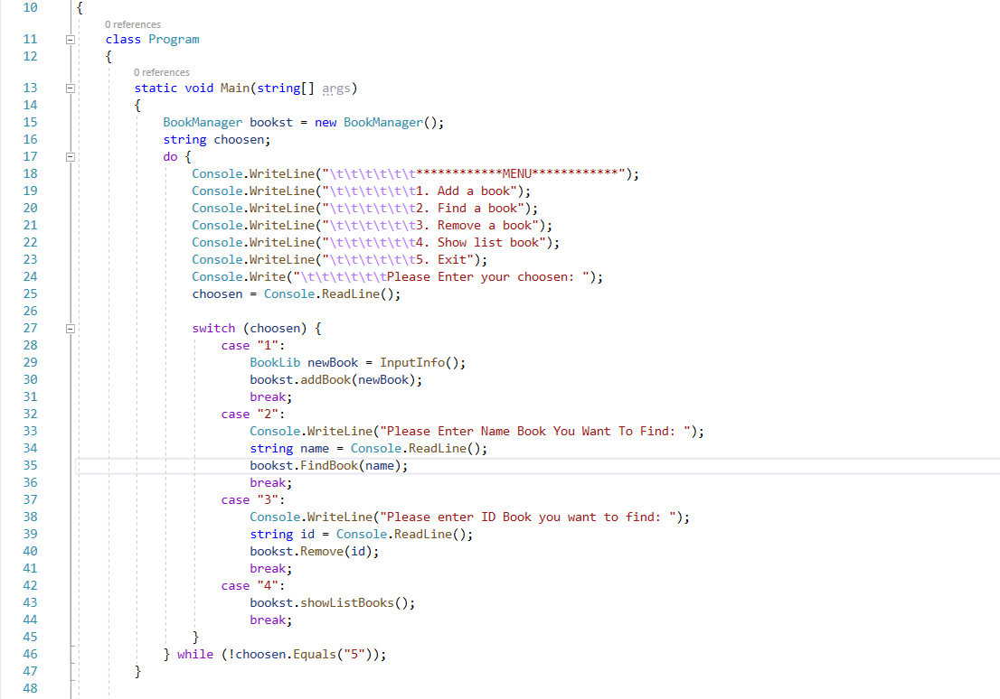 10 {
0 references
11 class Program
12 {
0 references
13 static void Main(string[] args)
14 {
15 BookManager bookst = new BookManager();
16 string choosen;
17 do {
18 Console.WriteLine("\t\t\t\t\t\t************MENU************");
19 Console.WriteLine("\t\t\t\t\t\t1. Add a book");
20 Console.WriteLine("\t\t\t\t\t\t2. Find a book");
21 Console.WriteLine("\t\t\t\t\t\t3. Remove a book");
22 Console.WriteLine("\t\t\t\t\t\t4. Show list book");
23 Console.WriteLine("\t\t\t\t\t\t5. Exit");
24 Console.Write("\t\t\t\t\t\tPlease Enter your choosen: ");
25 choosen = Console.ReadLine();
26
27 switch (choosen) {
28 case "1":
29 BookLib newBook = InputInfo();
30 bookst.addBook(newBook);
31 break;
32 case "2":
33 Console.WriteLine("Please Enter Name Book You Want To Find: ");
34 string name = Console.ReadLine();
35 bookst.FindBook(name);
36 break;
37 case "3":
38 Console.WriteLine("Please enter ID Book you want to find: ");
39 string id = Console.ReadLine();
40 bookst.Remove(id);
41 break;
42 case "4":
43 bookst.showListBooks();
44 break;
45 }
46 } while (!choosen.Equals("5"));
47 }
48